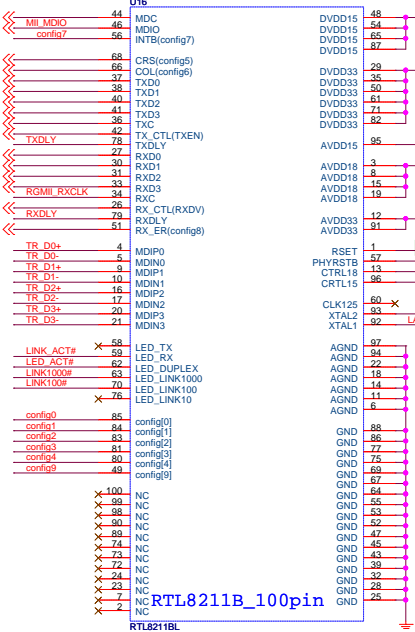 U16
44 MDC
MII_MDIO 46 MDIO
config7 56 INTB(config7)
68 CRS(config5)
66 COL(config6)
37 TXD0
38 TXD1
40 TXD2
41 TXD3
36 TXC
42 TX_CTL(TXEN)
TXDLY 78 TXDLY
27 RXD0
30 RXD1
31 RXD2
33 RXD3
RGMII_RXCLK 34 RXC
26 RX_CTL(RXDV)
RXDLY 79 RXDLY
51 RX_ER(config8)
TR_D0+ 4 MDIP0
TR_D0- 5 MDIN0
TR_D1+ 9 MDIP1
TR_D1- 10 MDIN1
TR_D2+ 16 MDIP2
TR_D2- 17 MDIN2
TR_D3+ 20 MDIP3
TR_D3- 21 MDIN3
58 LED_TX
LINK_ACT# 59 LED_RX
LED_ACT# 62 LED_DUPLEX
LINK1000# 63 LED_LINK1000
LINK100# 70 LED_LINK100
76 LED_LINK10
config0 85 config[0]
config1 84 config[1]
config2 83 config[2]
config3 81 config[3]
config4 80 config[4]
config9 49 config[9]
100 NC
99 NC
98 NC
90 NC
89 NC
74 NC
73 NC
72 NC
24 NC
23 NC
7 NC
2 NC
DVDD15 48
DVDD15 54
DVDD15 65
DVDD15 87
DVDD33 29
DVDD33 35
DVDD33 50
DVDD33 61
DVDD33 71
DVDD33 82
AVDD15 95
AVDD18 3
AVDD18 8
AVDD18 15
AVDD18 19
AVDD33 12
AVDD33 91
RSET 1
PHYRSTB 57
CTRL18 13
CRTL15 96
CLK125 60
XTAL2 93
XTAL1 92
AGND 97
AGND 94
AGND 22
AGND 18
AGND 14
AGND 11
AGND 6
GND 88
GND 86
GND 77
GND 75
GND 69
GND 67
GND 64
GND 55
GND 53
GND 52
GND 47
GND 45
GND 43
GND 39
GND 32
GND 28
GND 25
RTL8211B_100pin
RTL8211BL